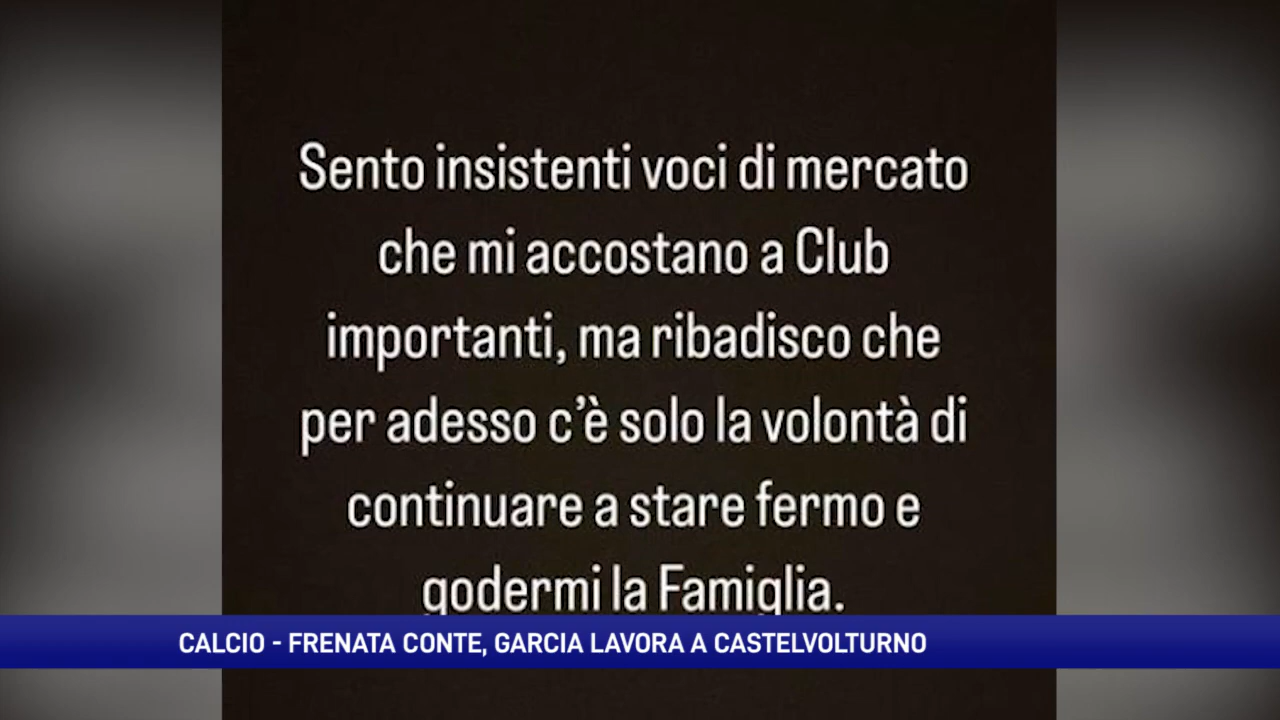 Sento insistenti voci di mercato
che mi accostano a Club
importanti, ma ribadisco che
per adesso c’è solo la volontà di
continuare a stare fermo e
godermi la Famiglia.
CALCIO - FRENATA CONTE, GARCIA LAVORA A CASTELVOLTURNO